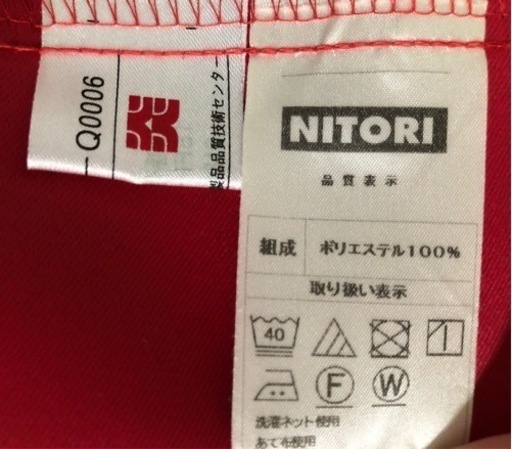 Q0006
製品品質技術センター
NITORI
品質表示
組成 ポリエステル100%
取り扱い表示
40
F W
洗濯ネット使用
あて布使用